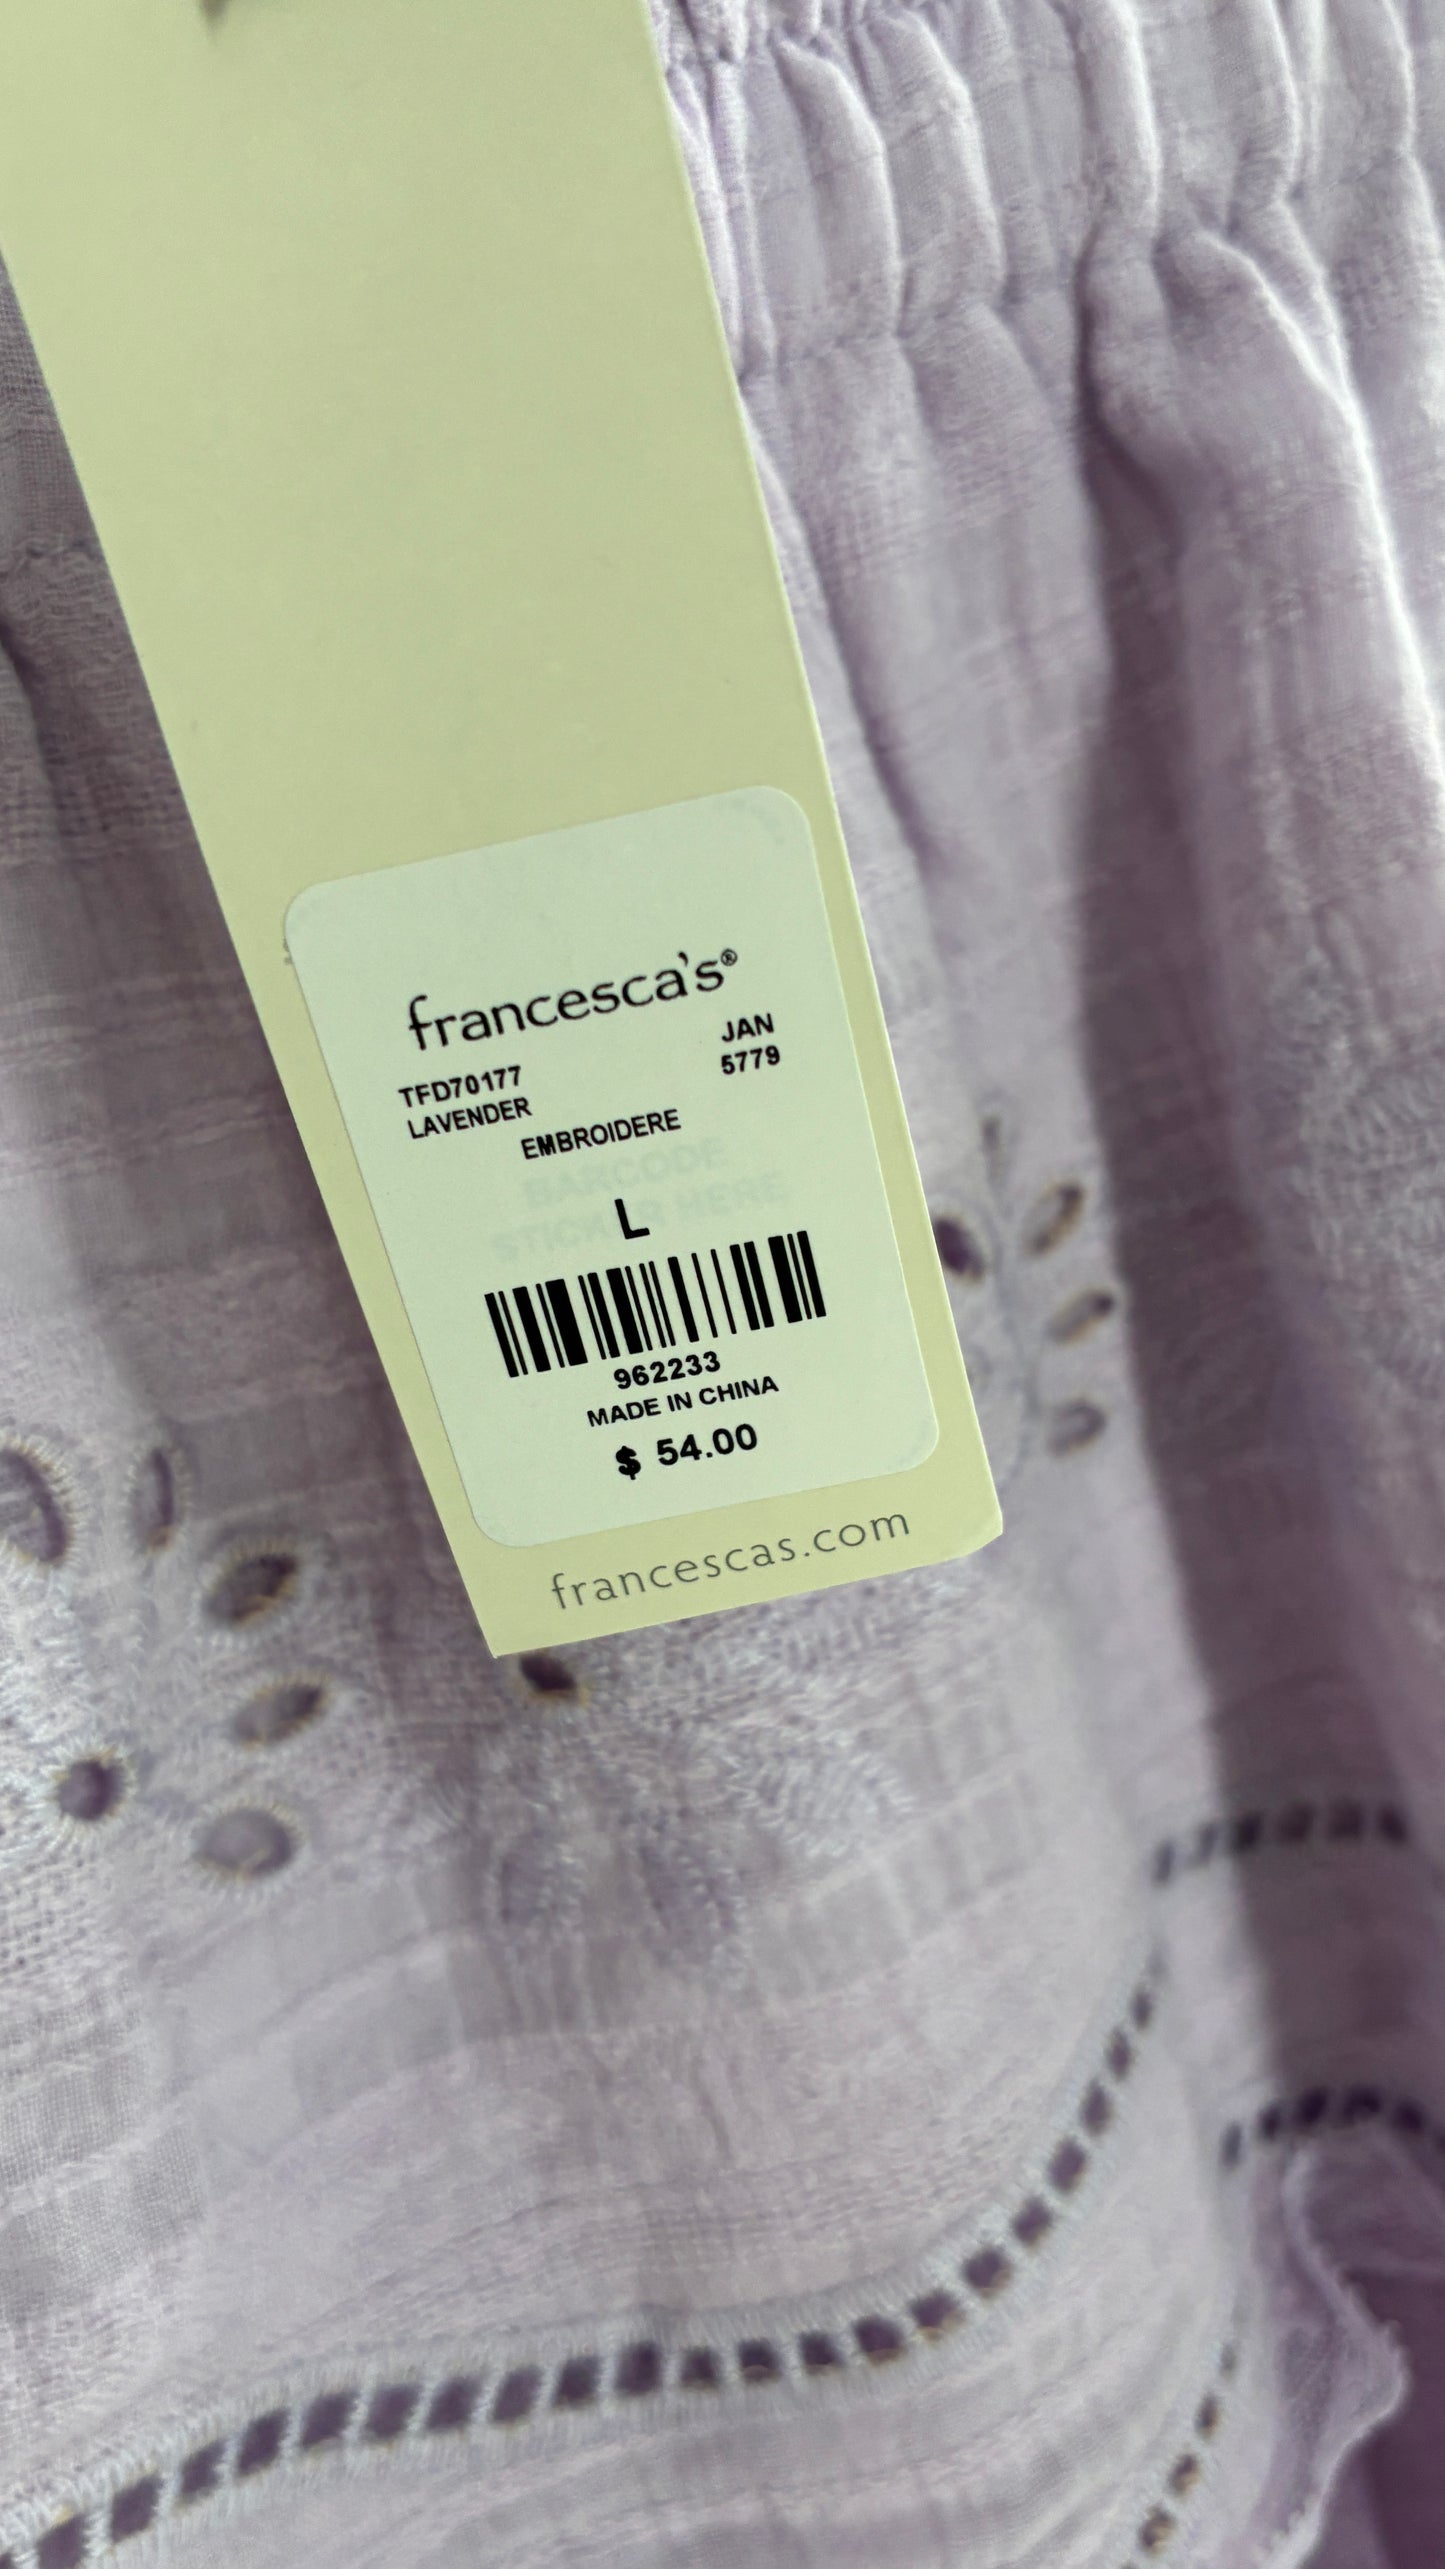 francesca's®
JAN
TFD70177 5779
LAVENDER
EMBROIDERE
BARCODE
STICKER HERE
L
962233
MADE IN CHINA
$ 54.00
francescas.com